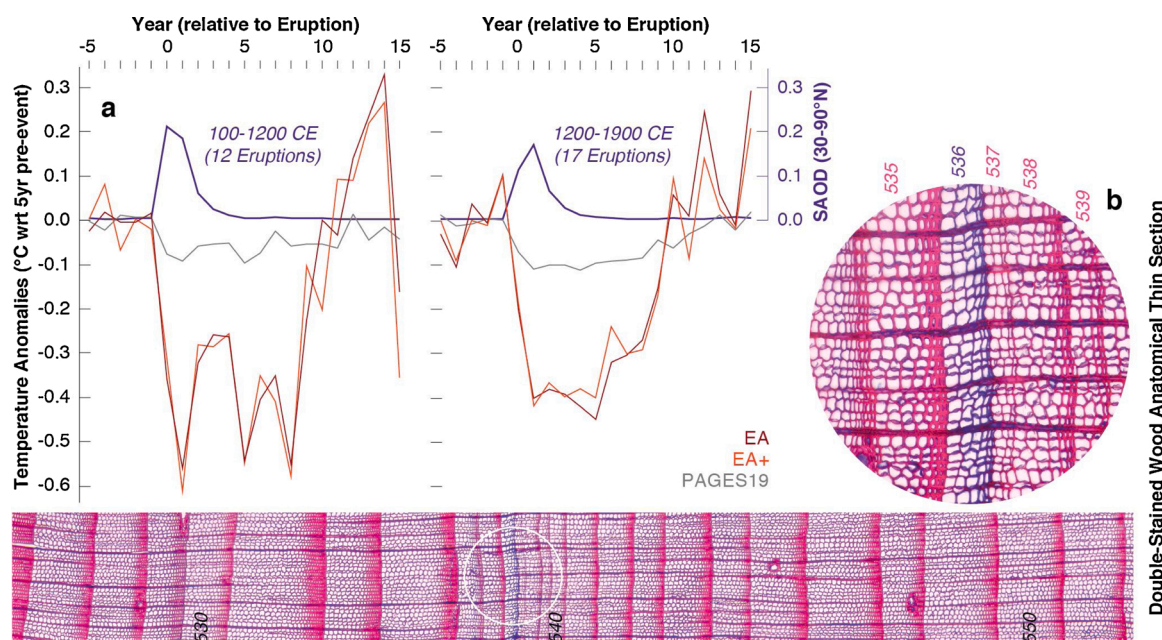 Year (relative to Eruption)
-5 0 5 10 15
Year (relative to Eruption)
-5 0 5 10 15
Temperature Anomalies (°C wrt 5yr pre-event)
0.3
0.2
0.1
0.0
-0.1
-0.2
-0.3
-0.4
-0.5
-0.6
a
100-1200 CE
(12 Eruptions)
1200-1900 CE
(17 Eruptions)
0.3
0.2
0.1
0.0
SAOD (30-90°N)
EA
EA+
PAGES19
535
536
537
538
539
b
Double-Stained Wood Anatomical Thin Section
530
540
550